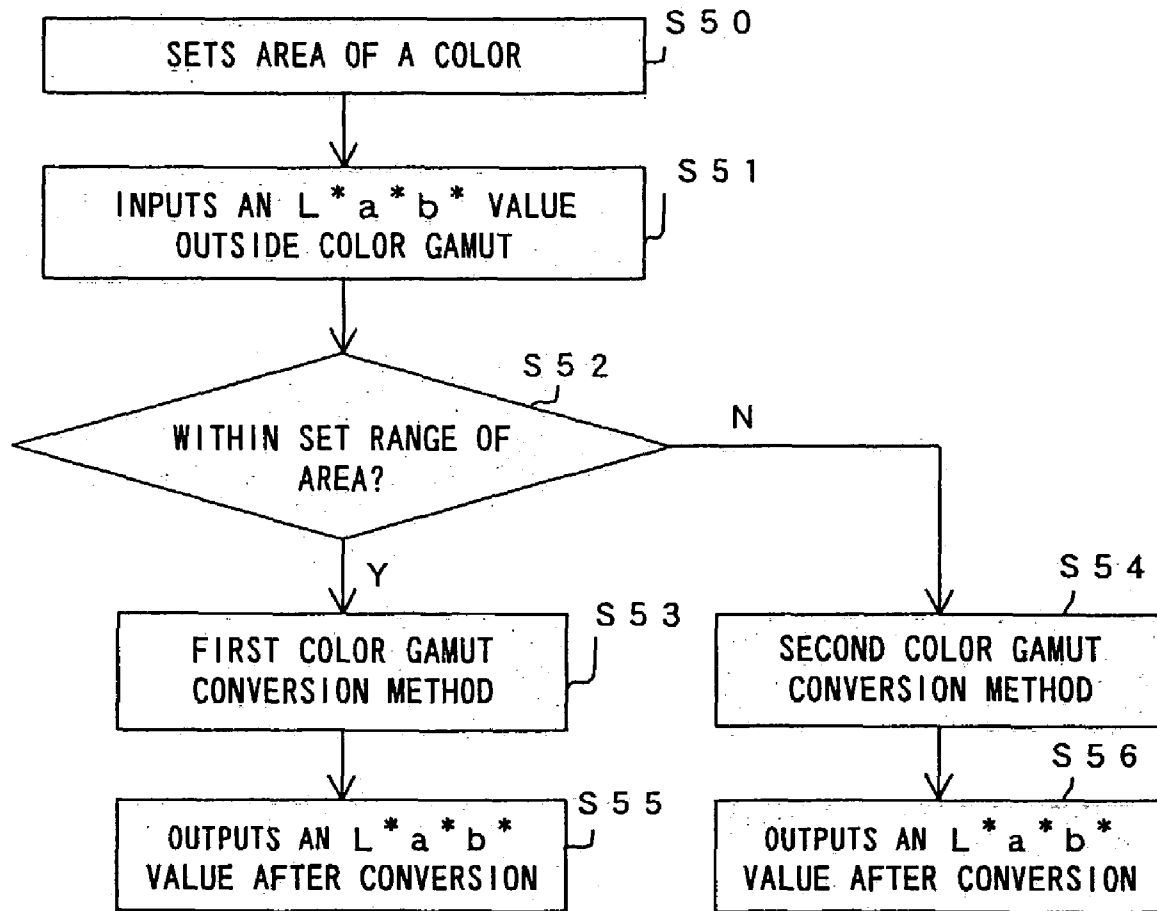 S50
SETS AREA OF A COLOR
S51
INPUTS AN L*a*b* VALUE
OUTSIDE COLOR GAMUT
S52
WITHIN SET RANGE OF
AREA?
N
Y
S53
FIRST COLOR GAMUT
CONVERSION METHOD
S54
SECOND COLOR GAMUT
CONVERSION METHOD
S55
OUTPUTS AN L*a*b*
VALUE AFTER CONVERSION
S56
OUTPUTS AN L*a*b*
VALUE AFTER CONVERSION